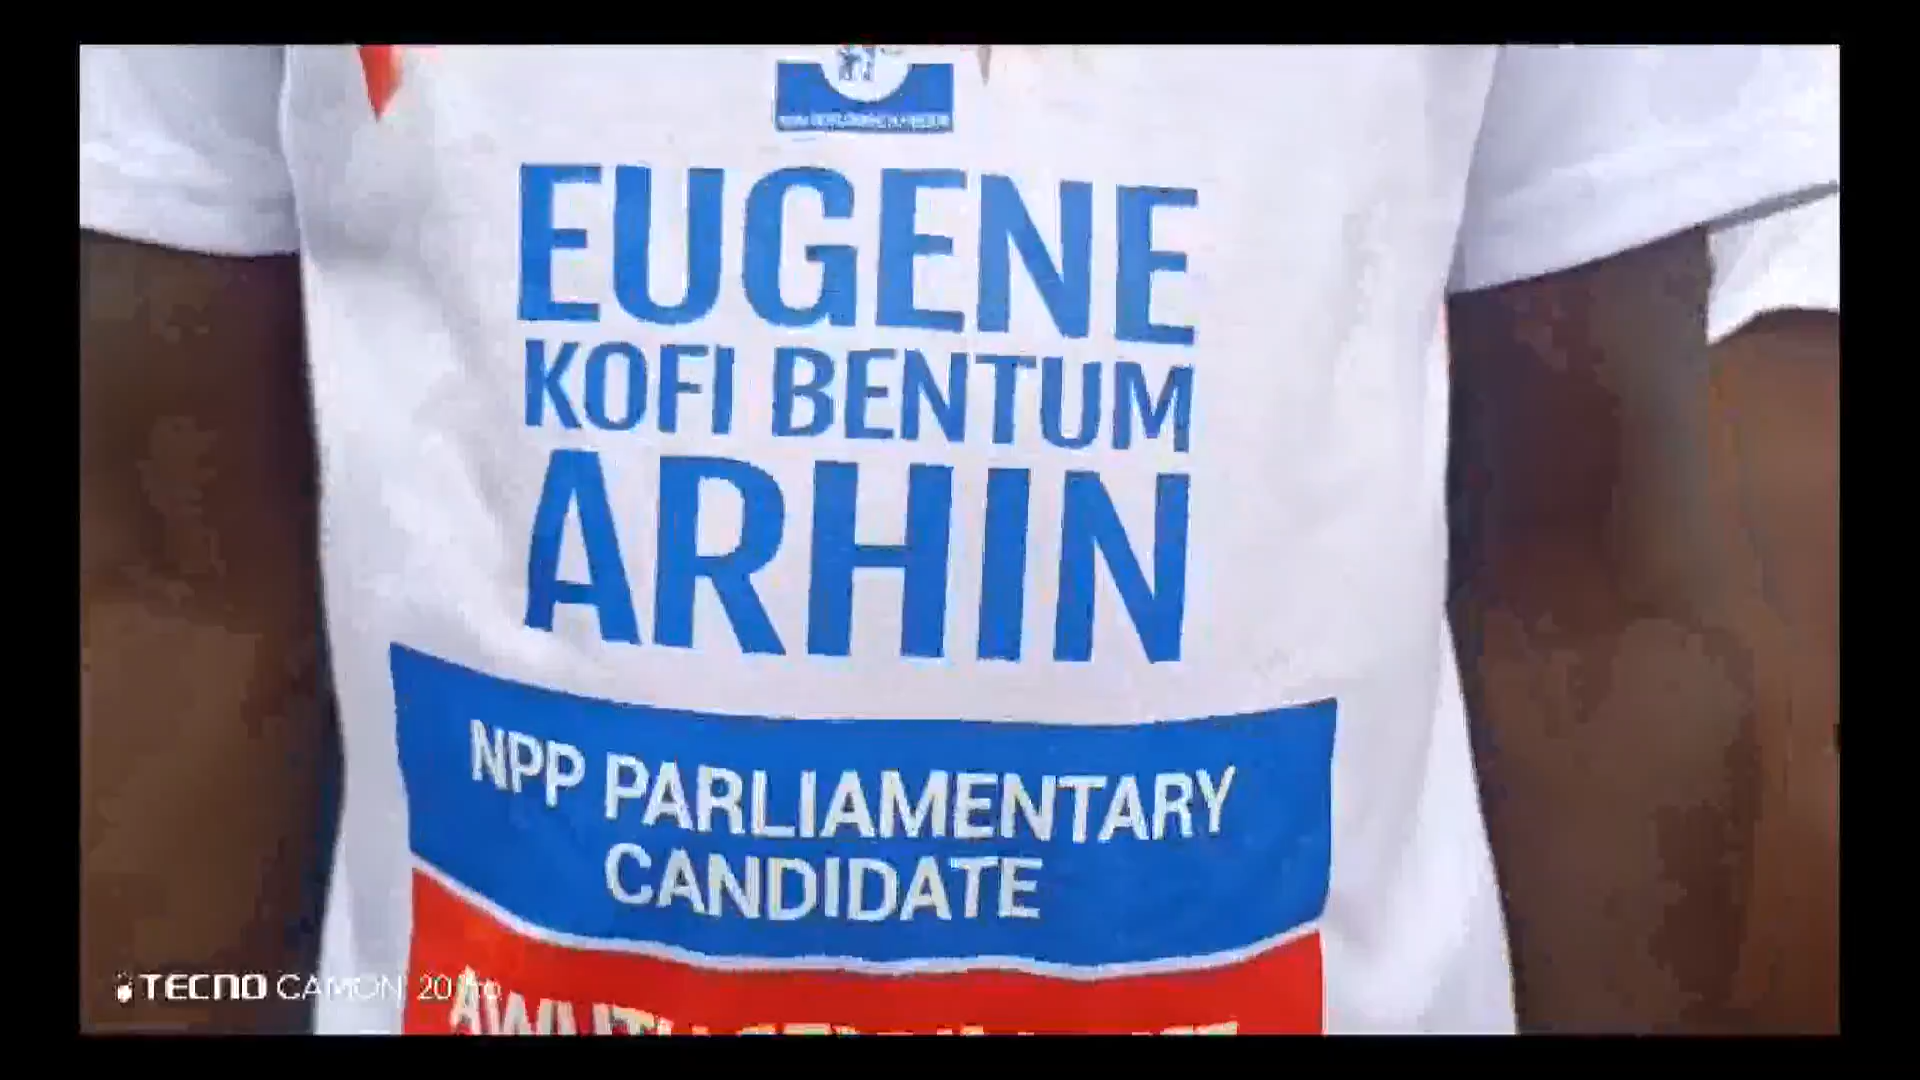 EUGENE
KOFI BENTUM
ARHIN
NPP PARLIAMENTARY
CANDIDATE
TECNO CAMON 20